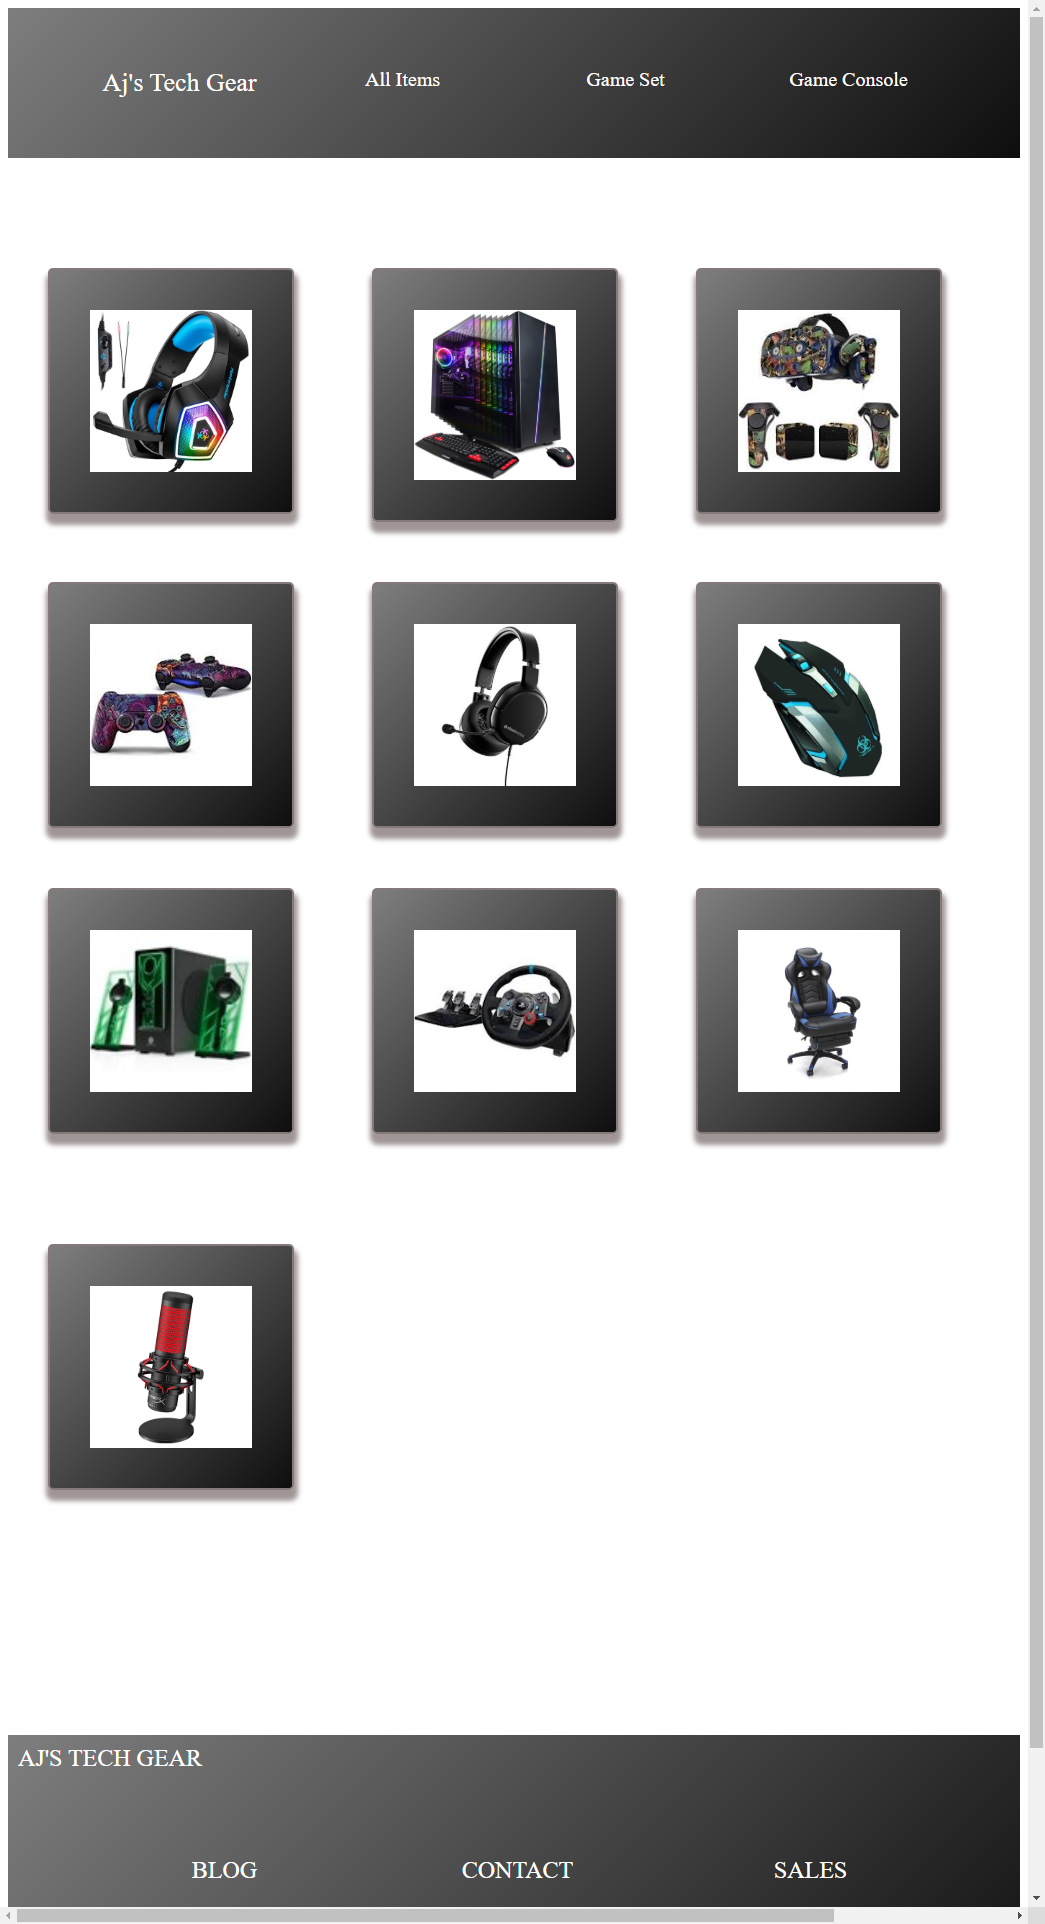 Aj's Tech Gear
All Items
Game Set
Game Console
AJ'S TECH GEAR
BLOG
CONTACT
SALES